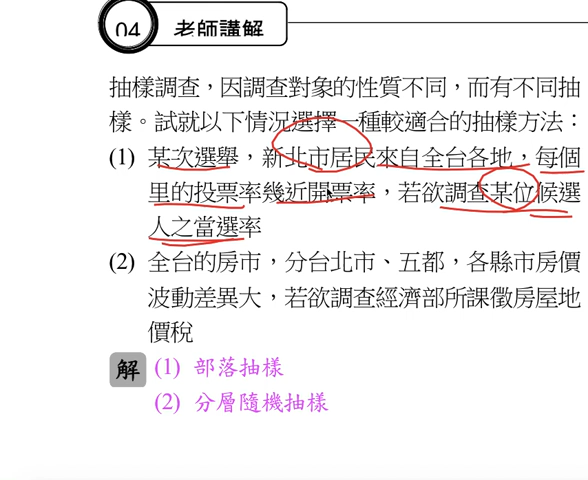 04 老師講解
抽樣調查，因調查對象的性質不同，而有不同抽
樣。試就以下情況選擇一種較適合的抽樣方法：
(1) 某次選舉，新北市居民來自全台各地，每個
里的投票率幾近開票率，若欲調查某位候選
人之當選率
(2) 全台的房市，分台北市、五都，各縣市房價
波動差異大，若欲調查經濟部所課徵房屋地
價稅
解 (1) 部落抽樣
(2) 分層隨機抽樣